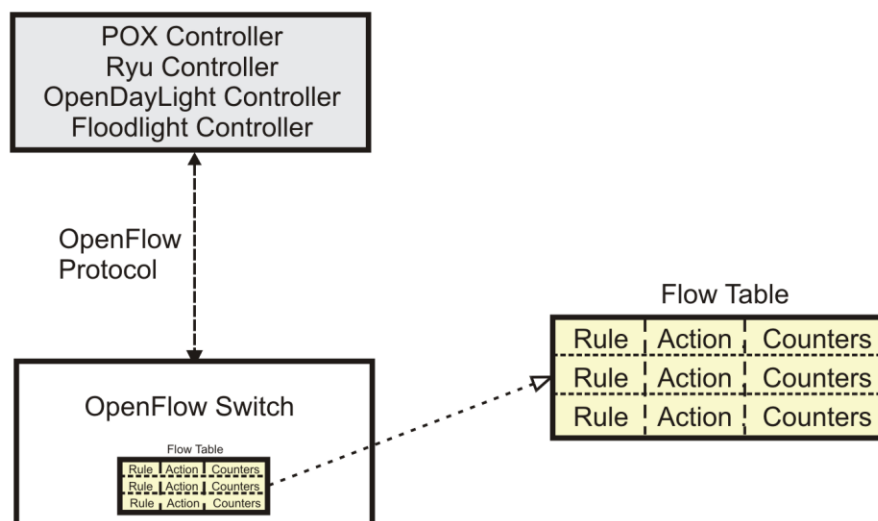 POX Controller
Ryu Controller
OpenDayLight Controller
Floodlight Controller
OpenFlow
Protocol
Flow Table
Rule Action Counters
Rule Action Counters
Rule Action Counters
OpenFlow Switch
Flow Table
Rule Action Counters
Rule Action Counters
Rule Action Counters